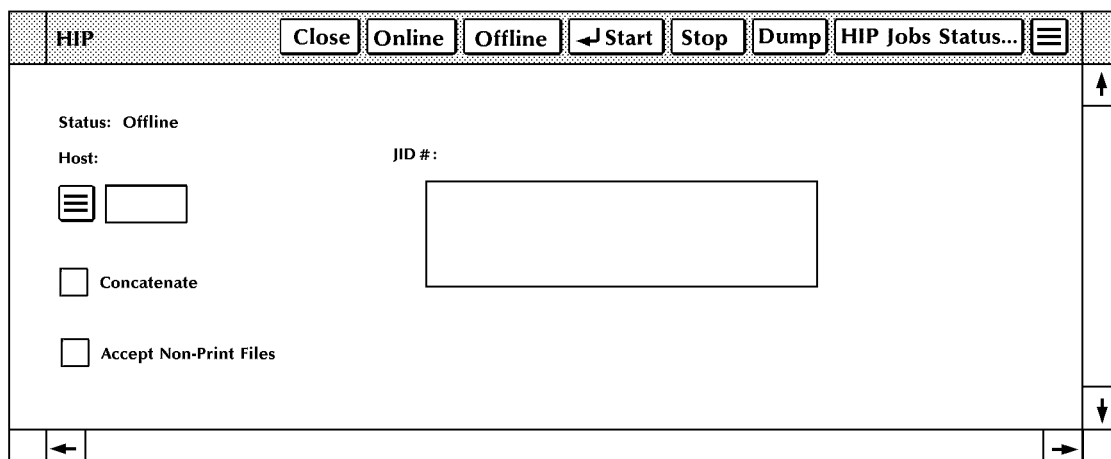 HIP Close Online Offline Start Stop Dump HIP Jobs Status...
Status: Offline
Host: JID #:
Concatenate
Accept Non-Print Files